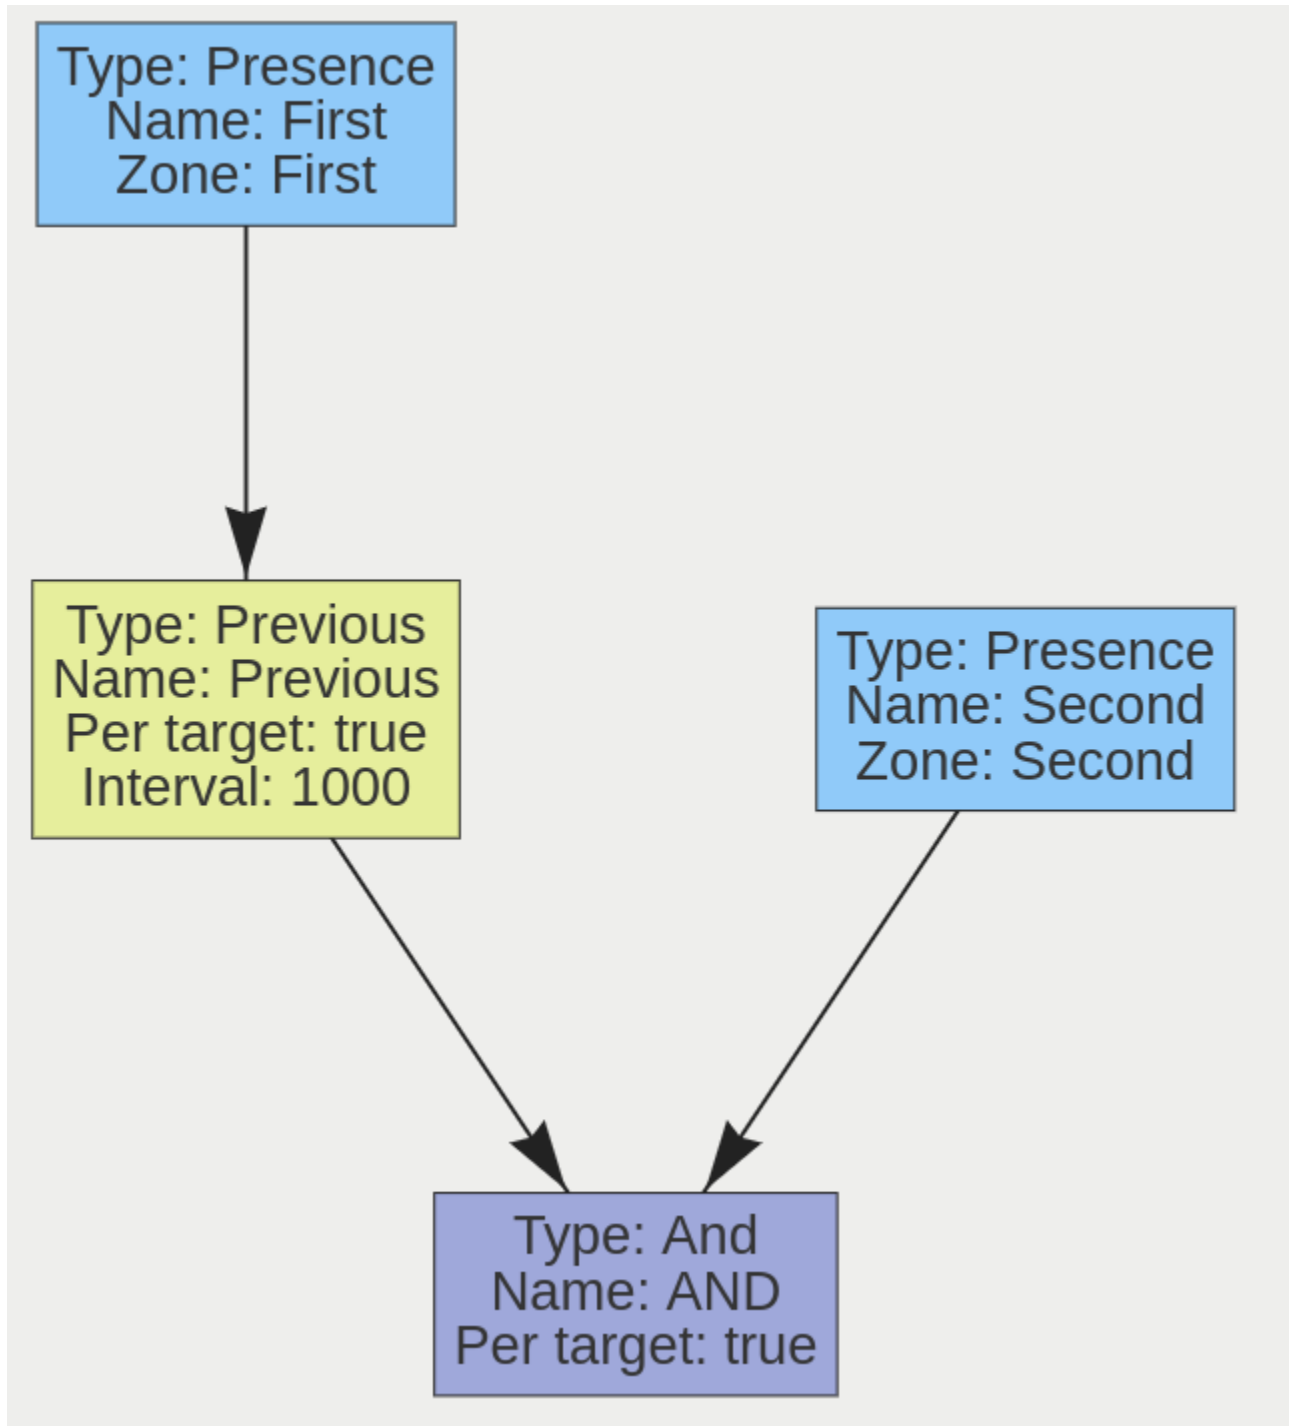 Type: Presence
Name: First
Zone: First
Type: Previous
Name: Previous
Per target: true
Interval: 1000
Type: Presence
Name: Second
Zone: Second
Type: And
Name: AND
Per target: true